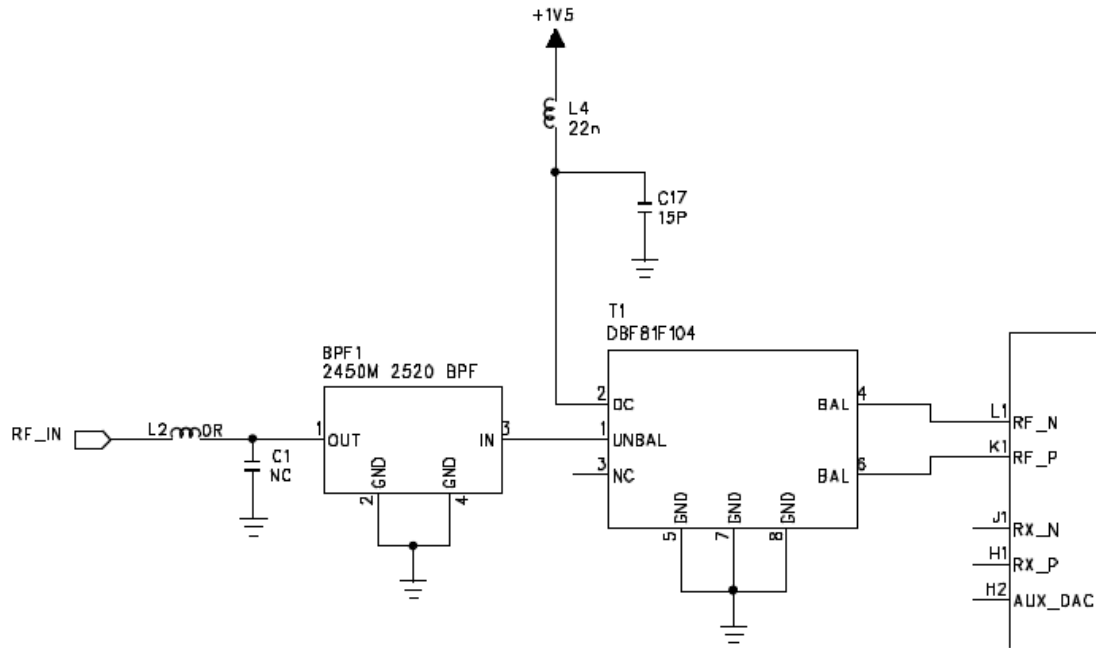 +1V5
L4
22n
C17
15P
T1
DBF81F104
BPF1
2450M 2520 BPF
RF_IN
L2
0R
C1
NC
1
OUT
IN
3
GND
2
GND
4
2
DC
1
UNBAL
3
NC
BAL
4
BAL
6
GND
5
GND
7
GND
8
L1
RF_N
K1
RF_P
J1
RX_N
H1
RX_P
H2
AUX_DAC